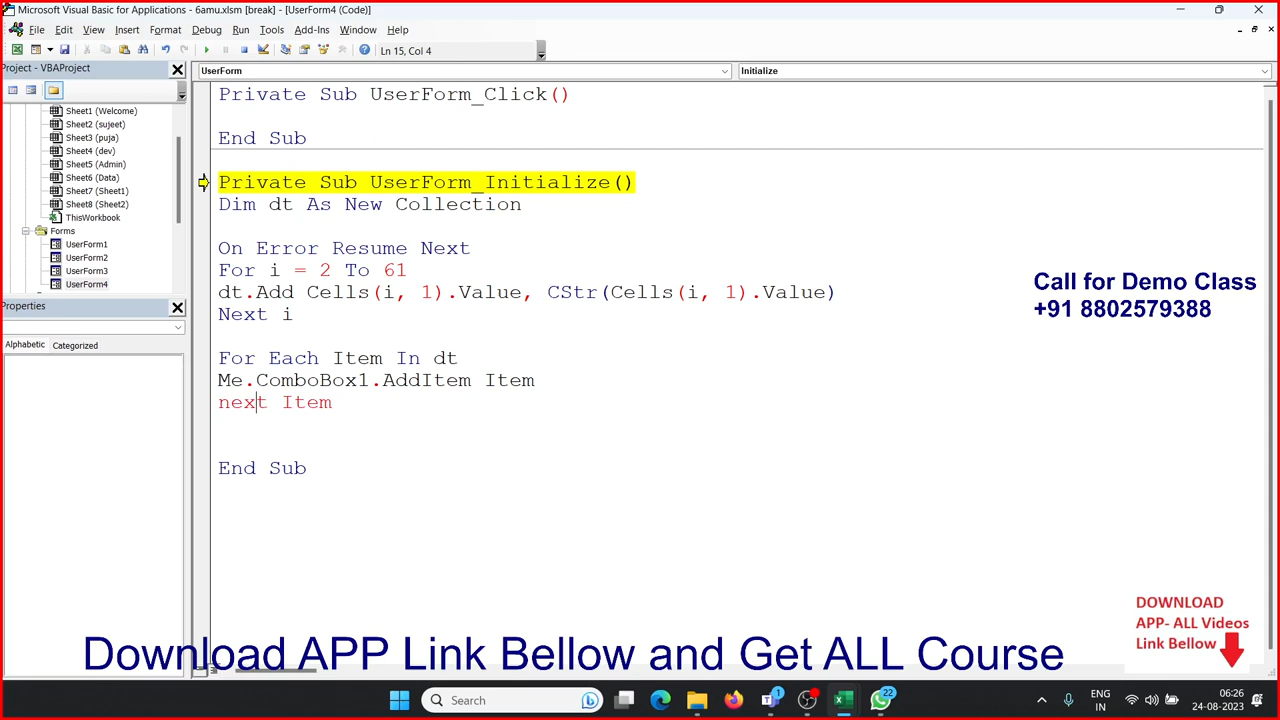 Microsoft Visual Basic for Applications - 6amu.xlsm [break] - [UserForm4 (Code)]
File Edit View Insert Format Debug Run Tools Add-Ins Window Help
Ln 15, Col 4
Project - VBAProject
UserForm
Initialize
Sheet1 (Welcome)
Sheet2 (sujeet)
Sheet3 (puja)
Sheet4 (dev)
Sheet5 (Admin)
Sheet6 (Data)
Sheet7 (Sheet1)
Sheet8 (Sheet2)
ThisWorkbook
Forms
UserForm1
UserForm2
UserForm3
UserForm4
Properties
Alphabetic Categorized
Private Sub UserForm_Click()
End Sub
Private Sub UserForm_Initialize()
Dim dt As New Collection
On Error Resume Next
For i = 2 To 61
dt.Add Cells(i, 1).Value, CStr(Cells(i, 1).Value)
Next i
For Each Item In dt
Me.ComboBox1.AddItem Item
next Item
End Sub
Call for Demo Class
+91 8802579388
DOWNLOAD
APP- ALL Videos
Link Bellow
Download APP Link Bellow and Get ALL Course
Search
1
22
ENG
IN
06:26
24-08-2023